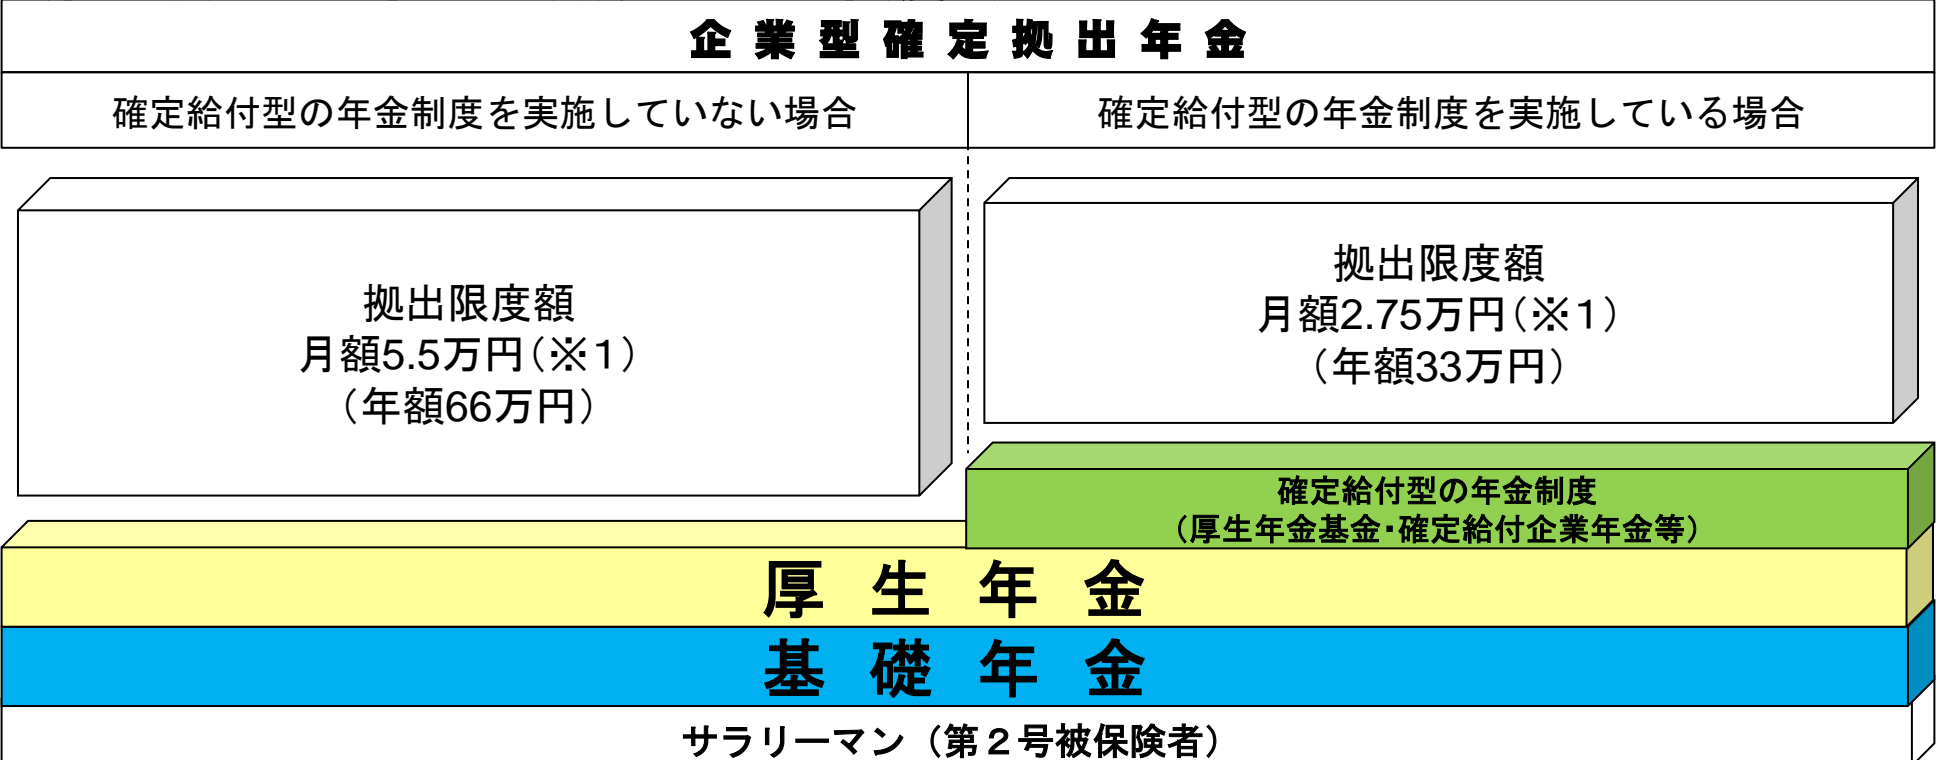 企業型確定拠出年金
確定給付型の年金制度を実施していない場合
確定給付型の年金制度を実施している場合
拠出限度額
月額5.5万円(※1)
(年額66万円)
拠出限度額
月額2.75万円(※1)
(年額33万円)
確定給付型の年金制度
(厚生年金基金・確定給付企業年金等)
厚生年金
基礎年金
サラリーマン(第2号被保険者)